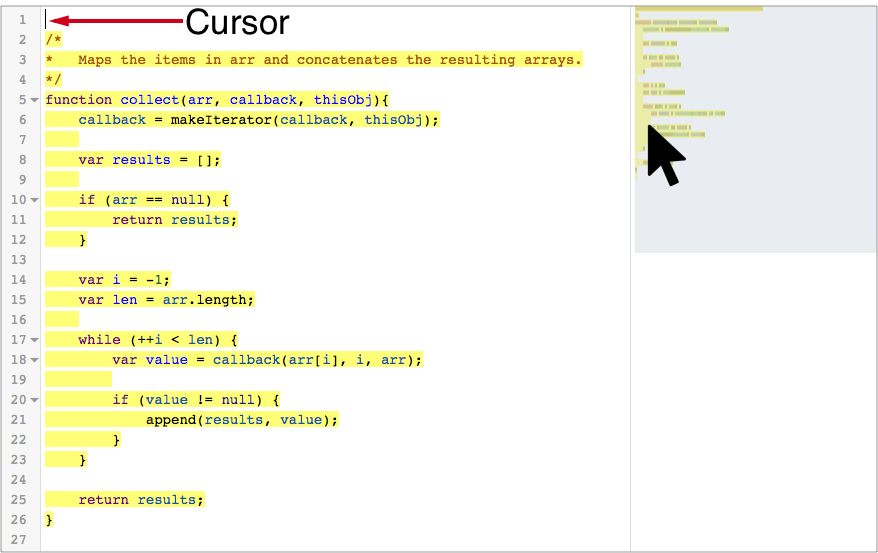 1 Cursor
2 /*
3 *   Maps the items in arr and concatenates the resulting arrays.
4 */
5 function collect(arr, callback, thisObj){
6     callback = makeIterator(callback, thisObj);
7
8     var results = [];
9
10     if (arr == null) {
11         return results;
12     }
13
14     var i = -1;
15     var len = arr.length;
16
17     while (++i < len) {
18         var value = callback(arr[i], i, arr);
19
20         if (value != null) {
21             append(results, value);
22         }
23     }
24
25     return results;
26 }
27